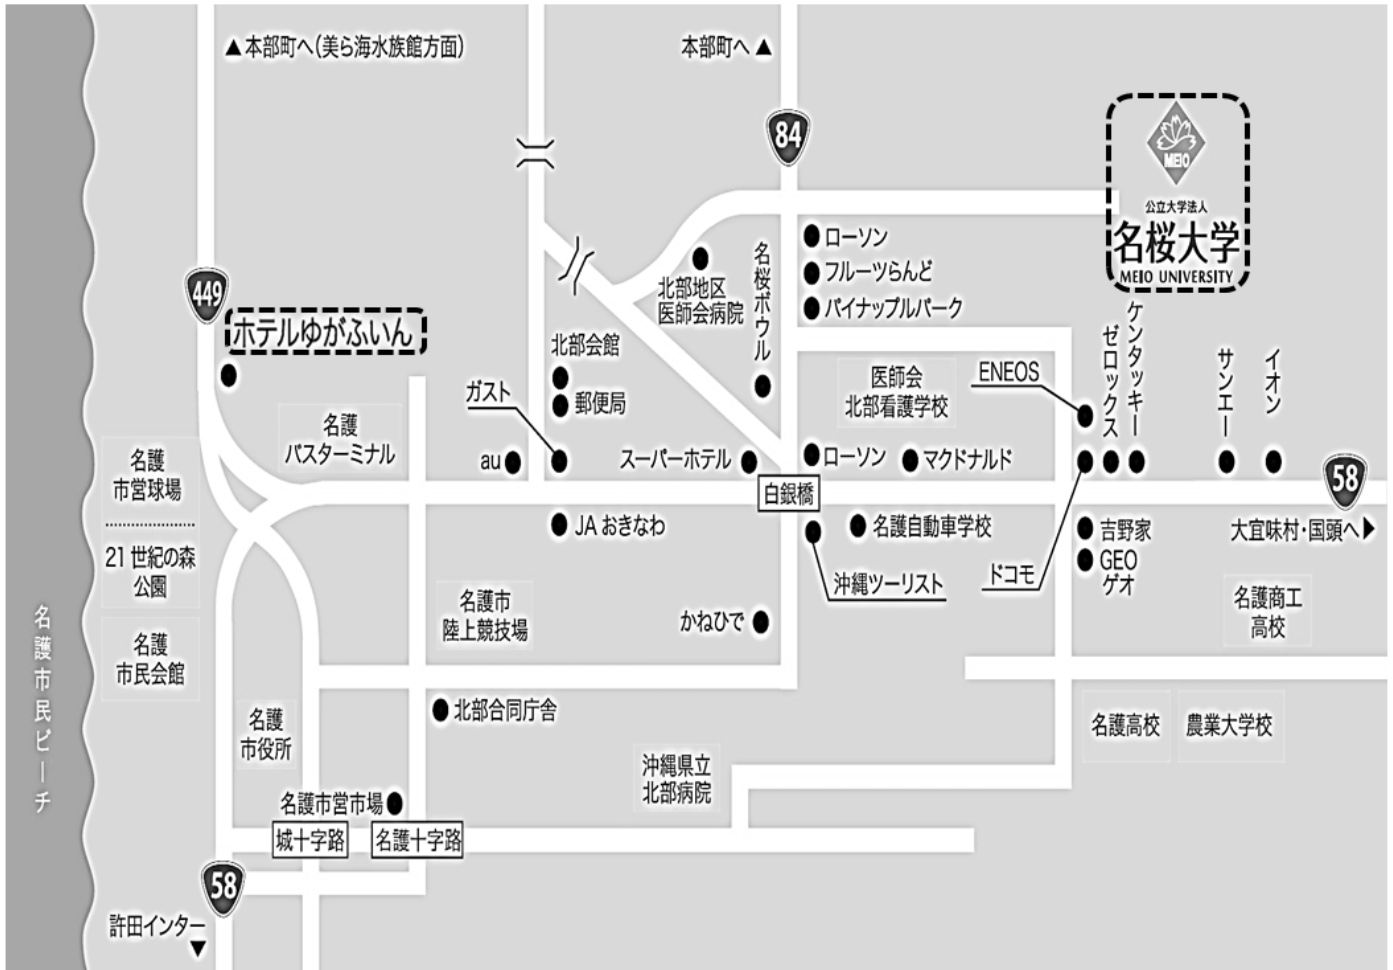 ▲本部町へ(美ら海水族館方面)
本部町へ▲
84
MEIO
公立大学法人
名桜大学
MEIO UNIVERSITY
449
ホテルゆがふいん
北部地区
医師会病院
名桜ボウル
ローソン
フルーツらんど
パイナップルパーク
北部会館
郵便局
ガスト
au
スーパーホテル
医師会
北部看護学校
ENEOS
ゼロックス
ケンタッキー
サンエー
イオン
ローソン
マクドナルド
名護
バスターミナル
名護
市営球場
21世紀の森
公園
名護
市民会館
名護市民ビーチ
白銀橋
58
JAおきなわ
名護自動車学校
沖縄ツーリスト
ドコモ
吉野家
GEO
ゲオ
大宜味村・国頭へ▶
名護商工
高校
名護市
陸上競技場
かねひで
北部合同庁舎
名護
市役所
名護高校
農業大学校
沖縄県立
北部病院
名護市営市場
城十字路
名護十字路
58
許田インター
▼